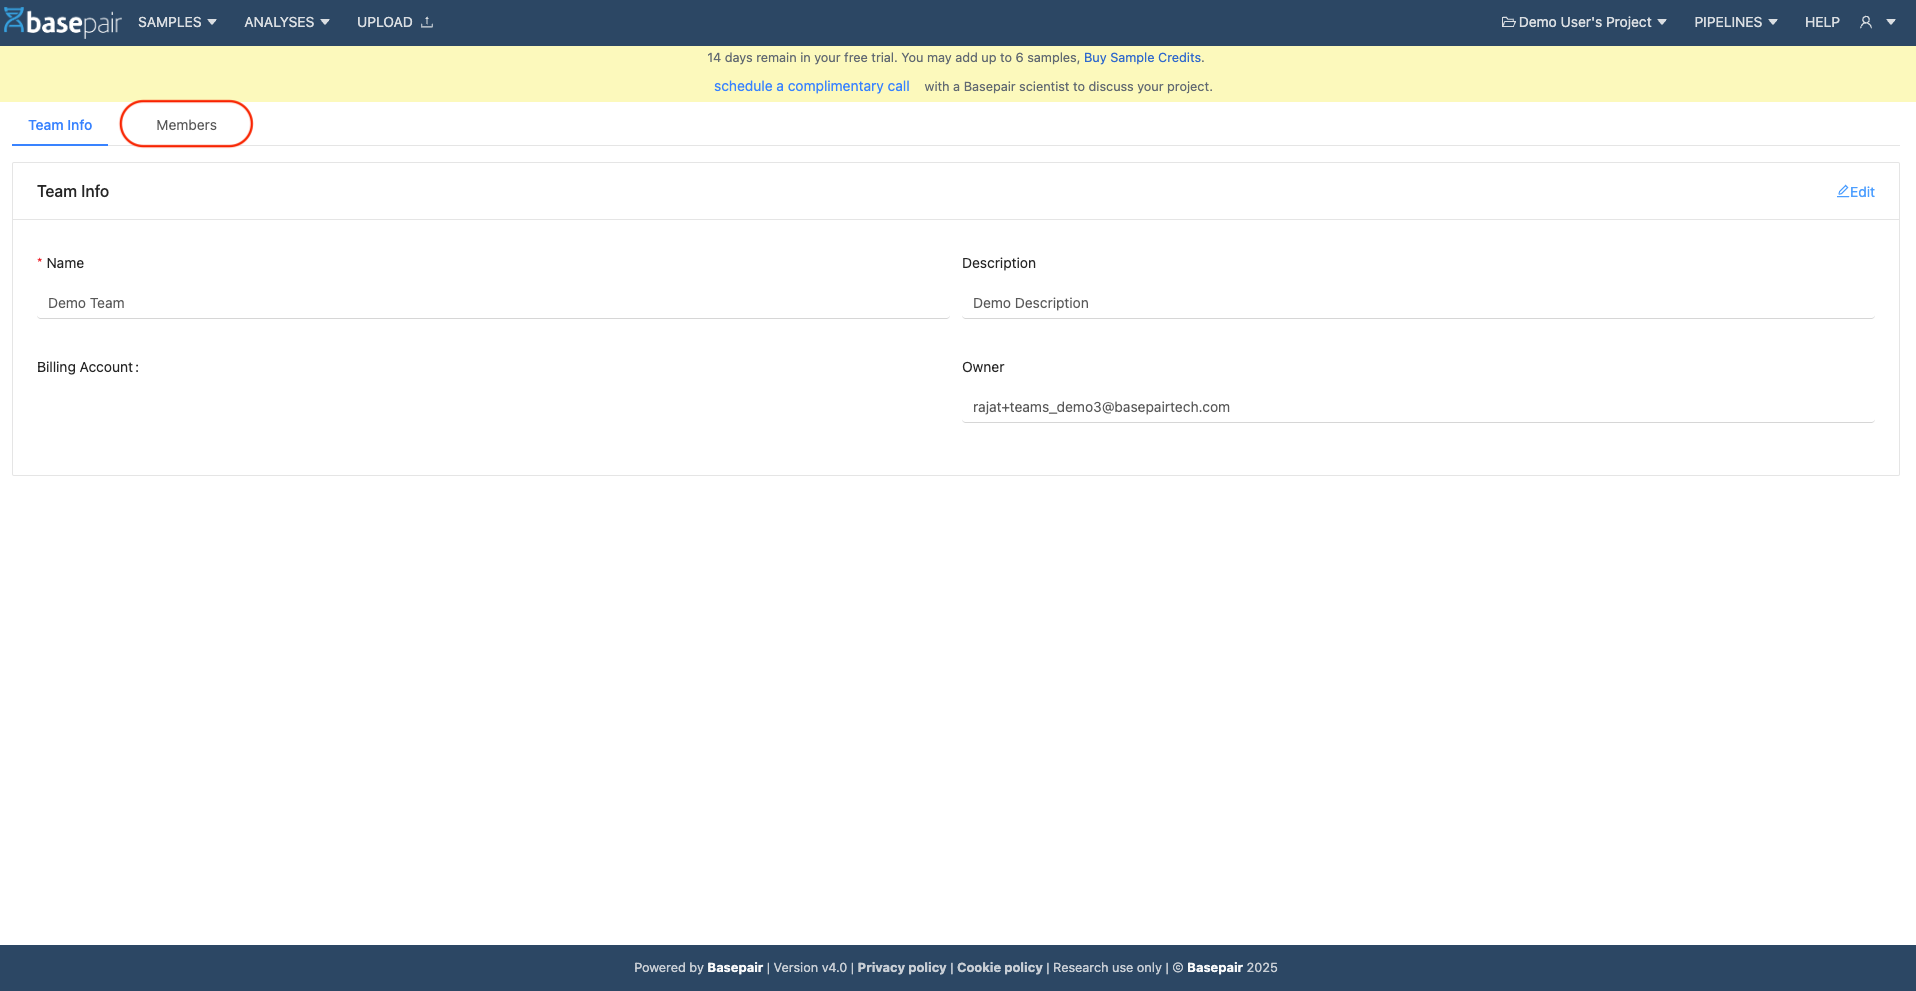 basepair SAMPLES ANALYSES UPLOAD Demo User's Project PIPELINES HELP
14 days remain in your free trial. You may add up to 6 samples, Buy Sample Credits.
schedule a complimentary call with a Basepair scientist to discuss your project.
Team Info Members
Team Info Edit
* Name Description
Demo Team Demo Description
Billing Account: Owner
rajat+teams_demo3@basepairtech.com
Powered by Basepair | Version v4.0 | Privacy policy | Cookie policy | Research use only | © Basepair 2025